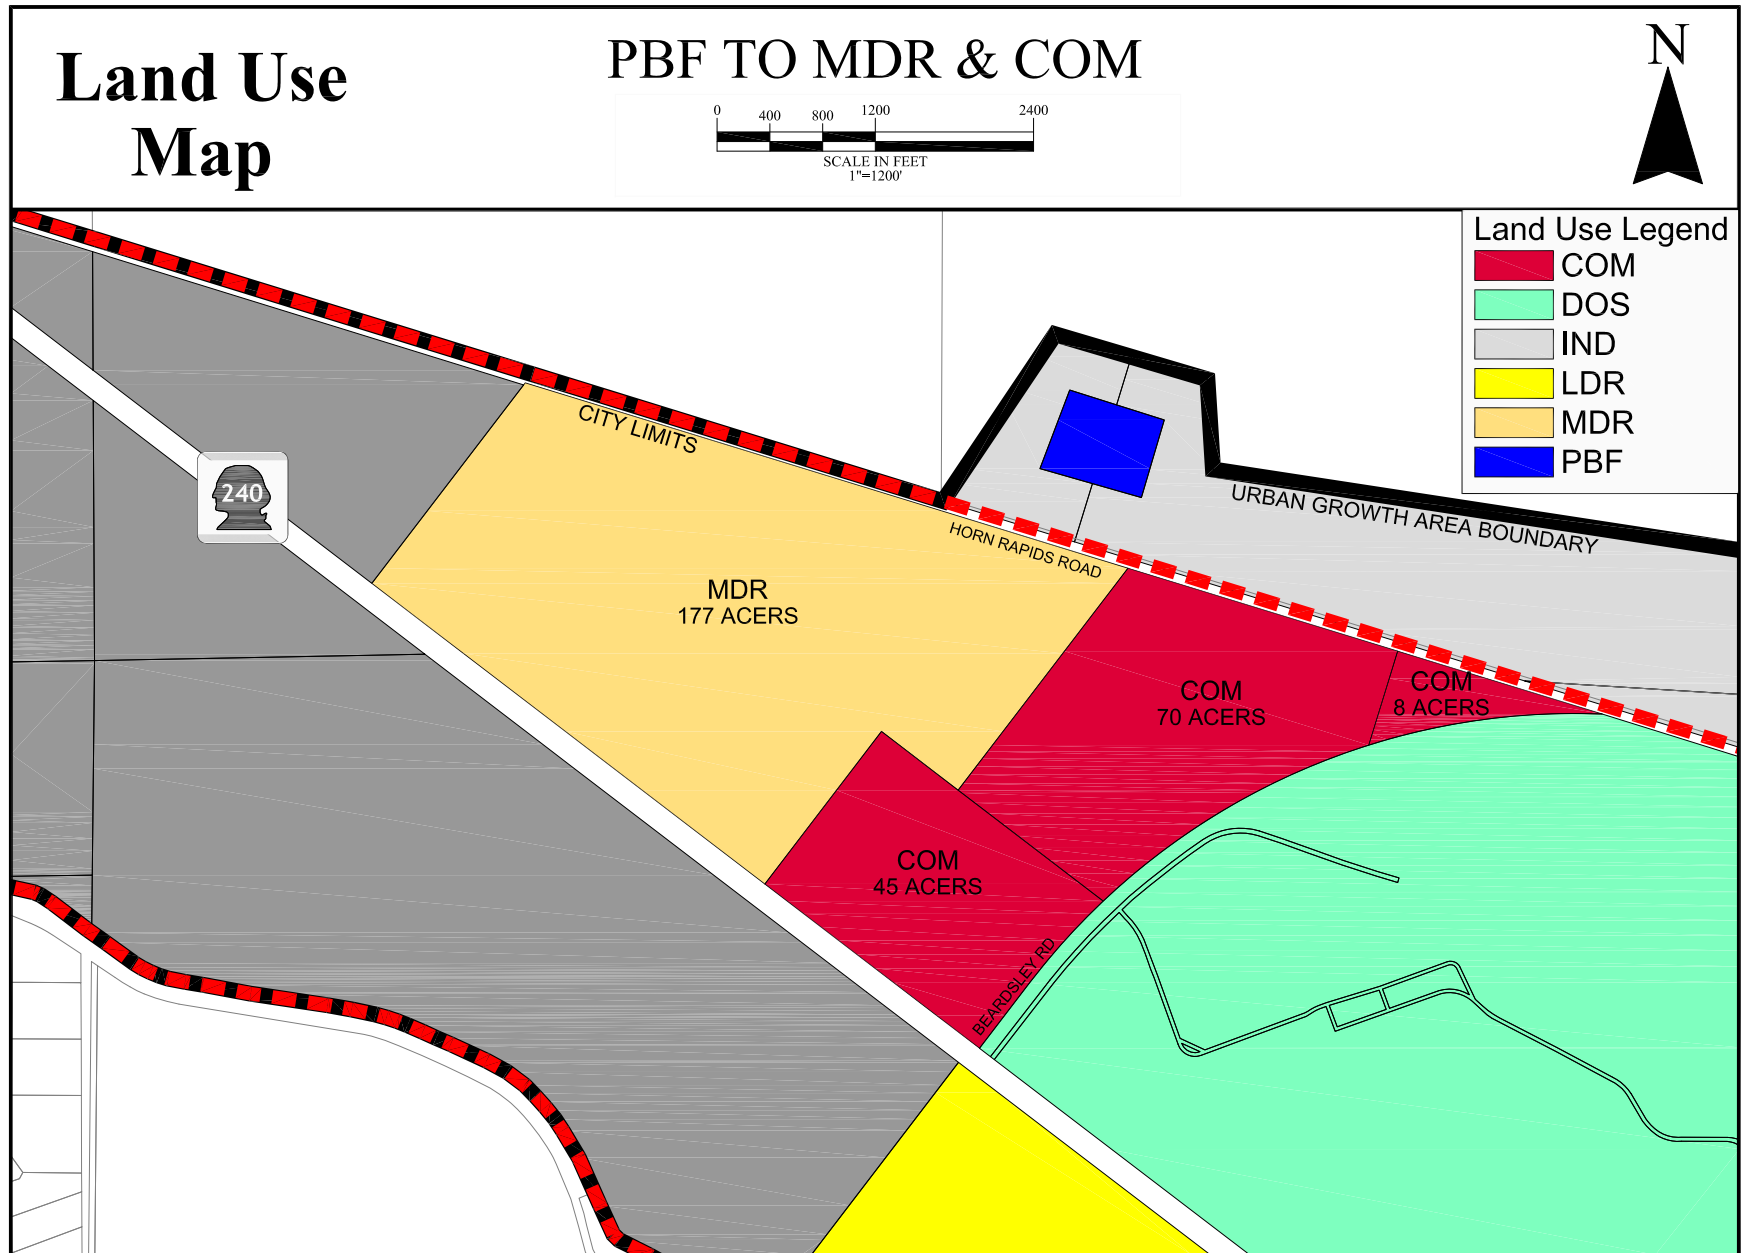 Land Use
Map
PBF TO MDR & COM
0 400 800 1200 2400
SCALE IN FEET
1"=1200'
N
Land Use Legend
COM
DOS
IND
LDR
MDR
PBF
CITY LIMITS
240
HORN RAPIDS ROAD
URBAN GROWTH AREA BOUNDARY
MDR
177 ACERS
COM
70 ACERS
COM
8 ACERS
COM
45 ACERS
BEARDSLEY RD